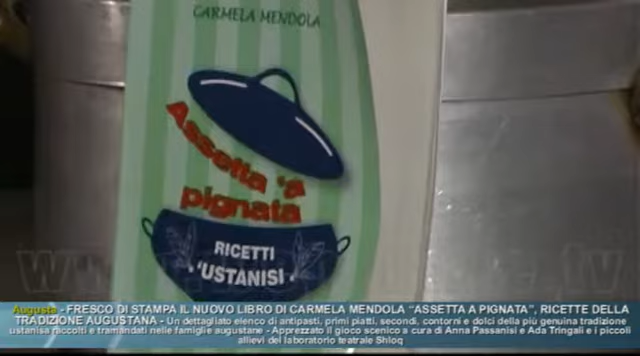 CARMELA MENDOLA
Assetta 'a
pignata
RICETTI
'USTANISI
Augusta - FRESCO DI STAMPA IL NUOVO LIBRO DI CARMELA MENDOLA "ASSETTA A PIGNATA", RICETTE DELLA
TRADIZIONE AUGUSTANA - Un dettagliato elenco di antipasti, primi piatti, secondi, contorni e dolci della più genuina tradizione
ustanisa raccolti e tramandati nelle famiglie augustane - Apprezzato il gioco scenico a cura di Anna Passanisi e Ada Tringali e i piccoli
allievi del laboratorio teatrale Shloq